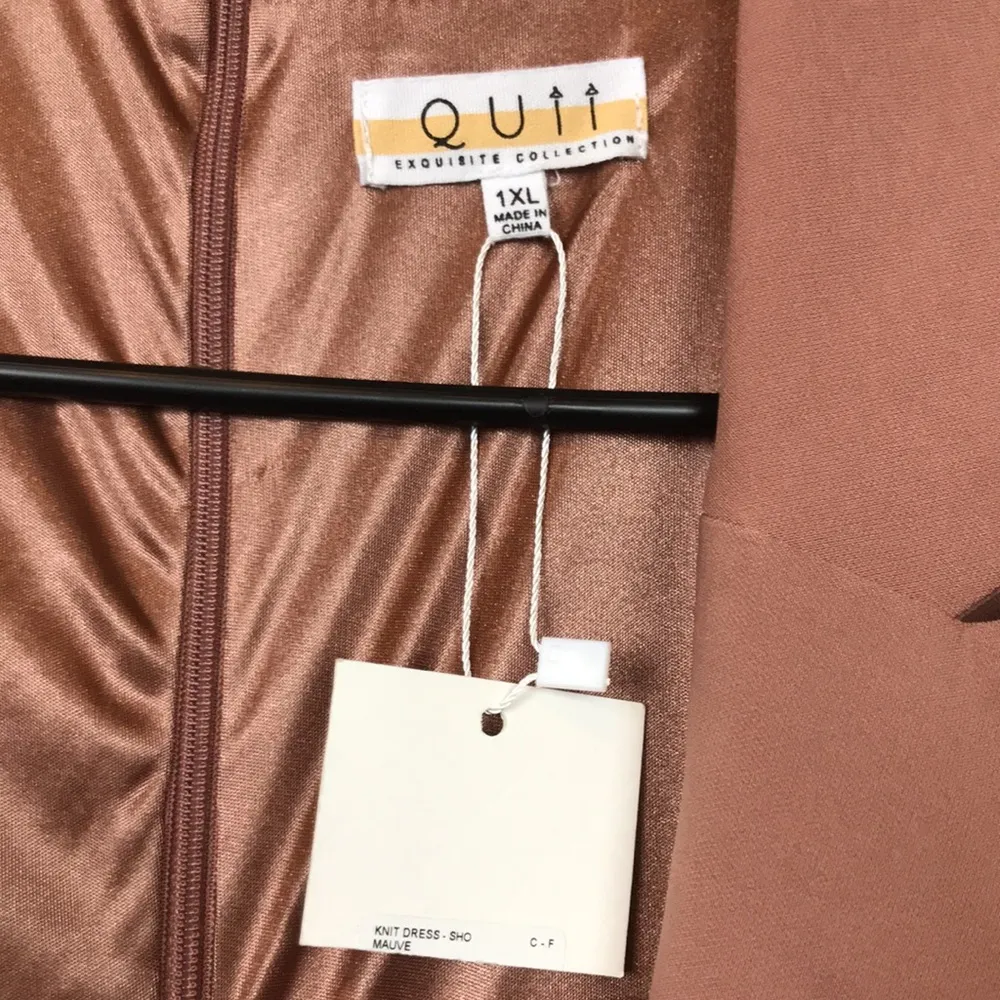 QUII
EXQUISITE COLLECTION
1XL
MADE IN
CHINA
KNIT DRESS - SHO
MAUVE C - F